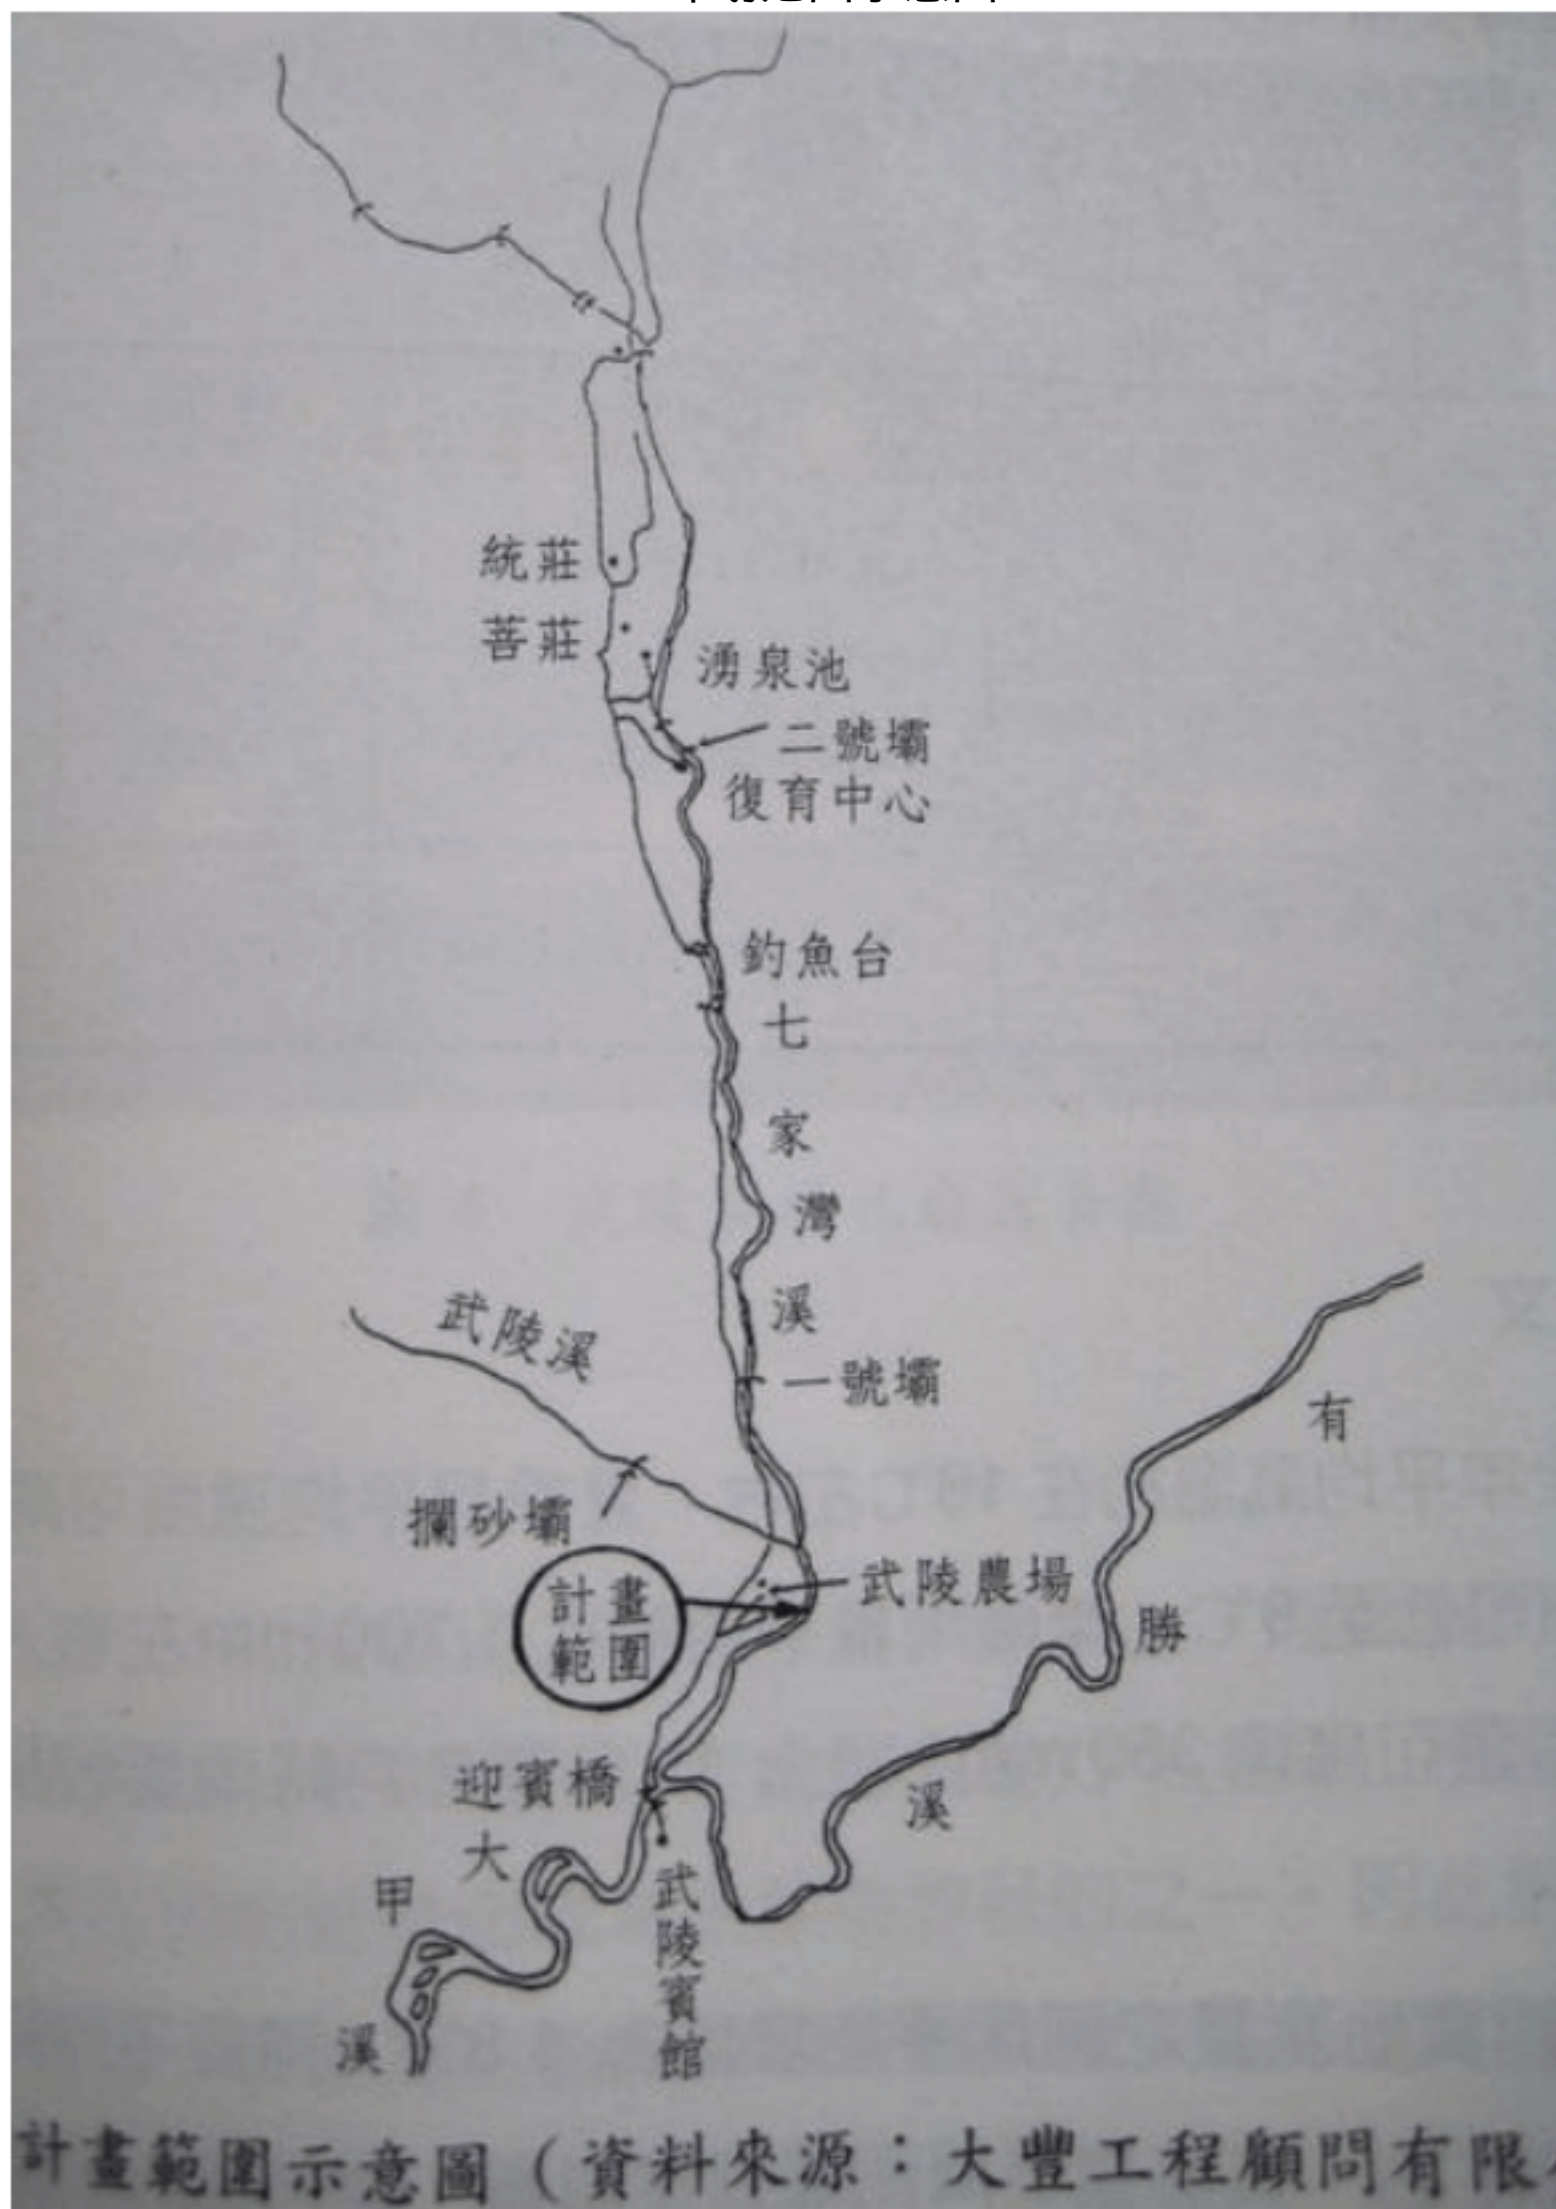 統莊
菩莊
湧泉池
二號壩
復育中心
釣魚台
七家灣溪
武陵溪
一號壩
有勝溪
攔砂壩
計畫
範圍
武陵農場
迎賓橋
大甲溪
武陵賓館
計畫範圍示意圖（資料來源：大豐工程顧問有限